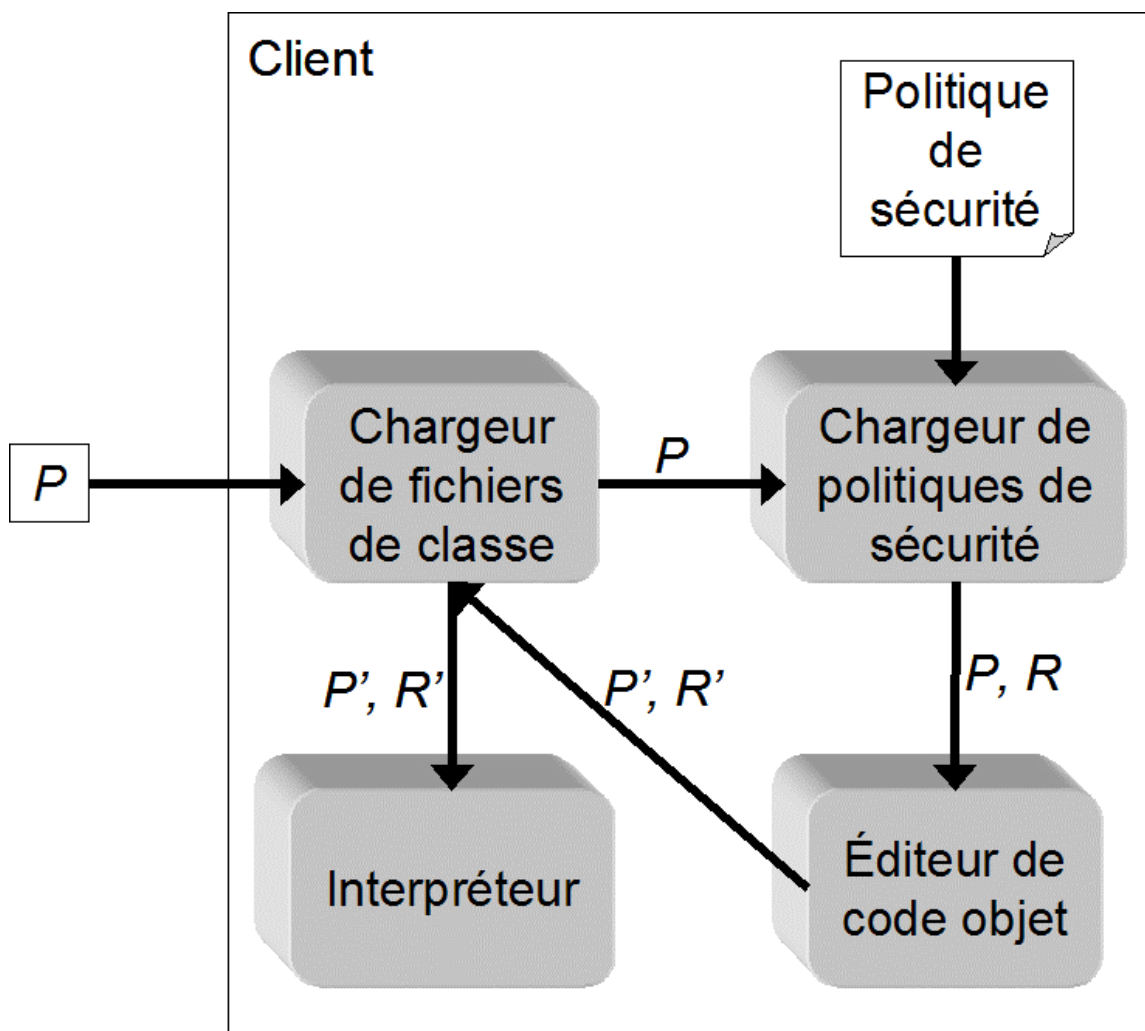 Client
Politique
de
sécurité
Chargeur
de fichiers
de classe
P
P
Chargeur de
politiques de
sécurité
P’, R’
P’, R’
P, R
Interpréteur
Éditeur de
code objet